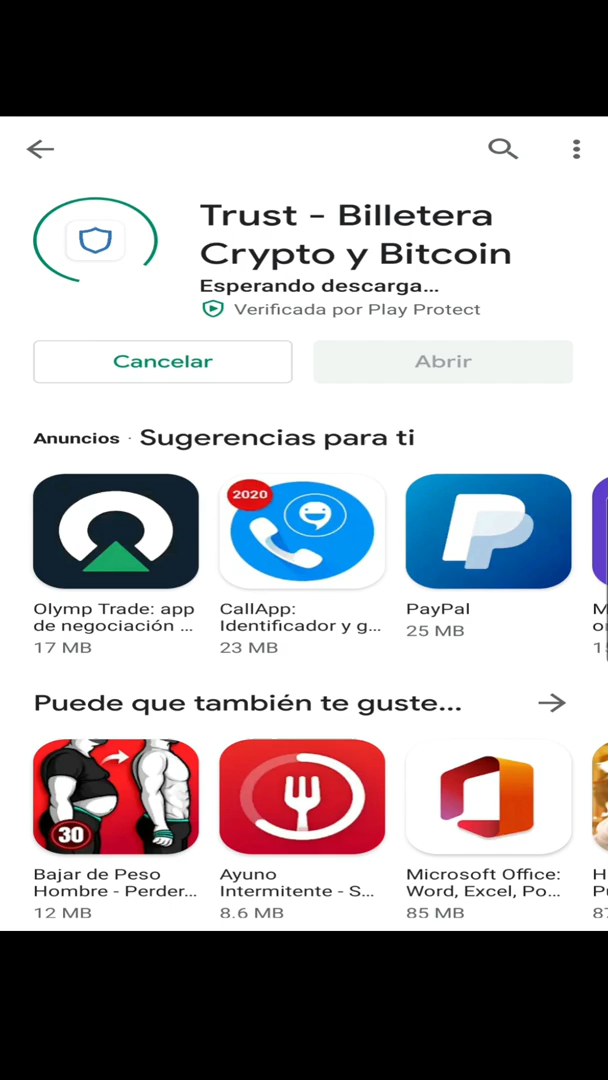 Trust - Billetera
Crypto y Bitcoin
Esperando descarga...
Verificada por Play Protect
Cancelar
Abrir
Anuncios · Sugerencias para ti
2020
Olymp Trade: app
de negociación ...
17 MB
CallApp:
Identificador y g...
23 MB
PayPal
25 MB
Puede que también te guste...
30
Bajar de Peso
Hombre - Perder...
12 MB
Ayuno
Intermitente - S...
8.6 MB
Microsoft Office:
Word, Excel, Po...
85 MB